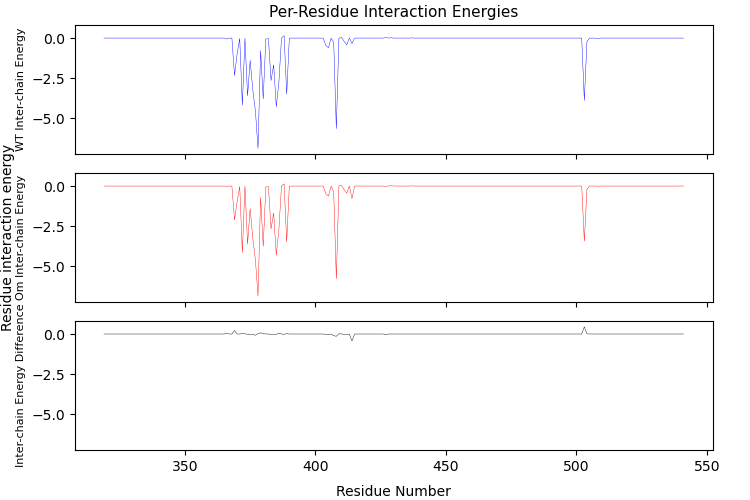 Per-Residue Interaction Energies
Residue interaction energy
WT Inter-chain Energy
0.0
−2.5
−5.0
Om Inter-chain Energy
0.0
−2.5
−5.0
Inter-chain Energy Difference
0.0
−2.5
−5.0
350
400
450
500
550
Residue Number